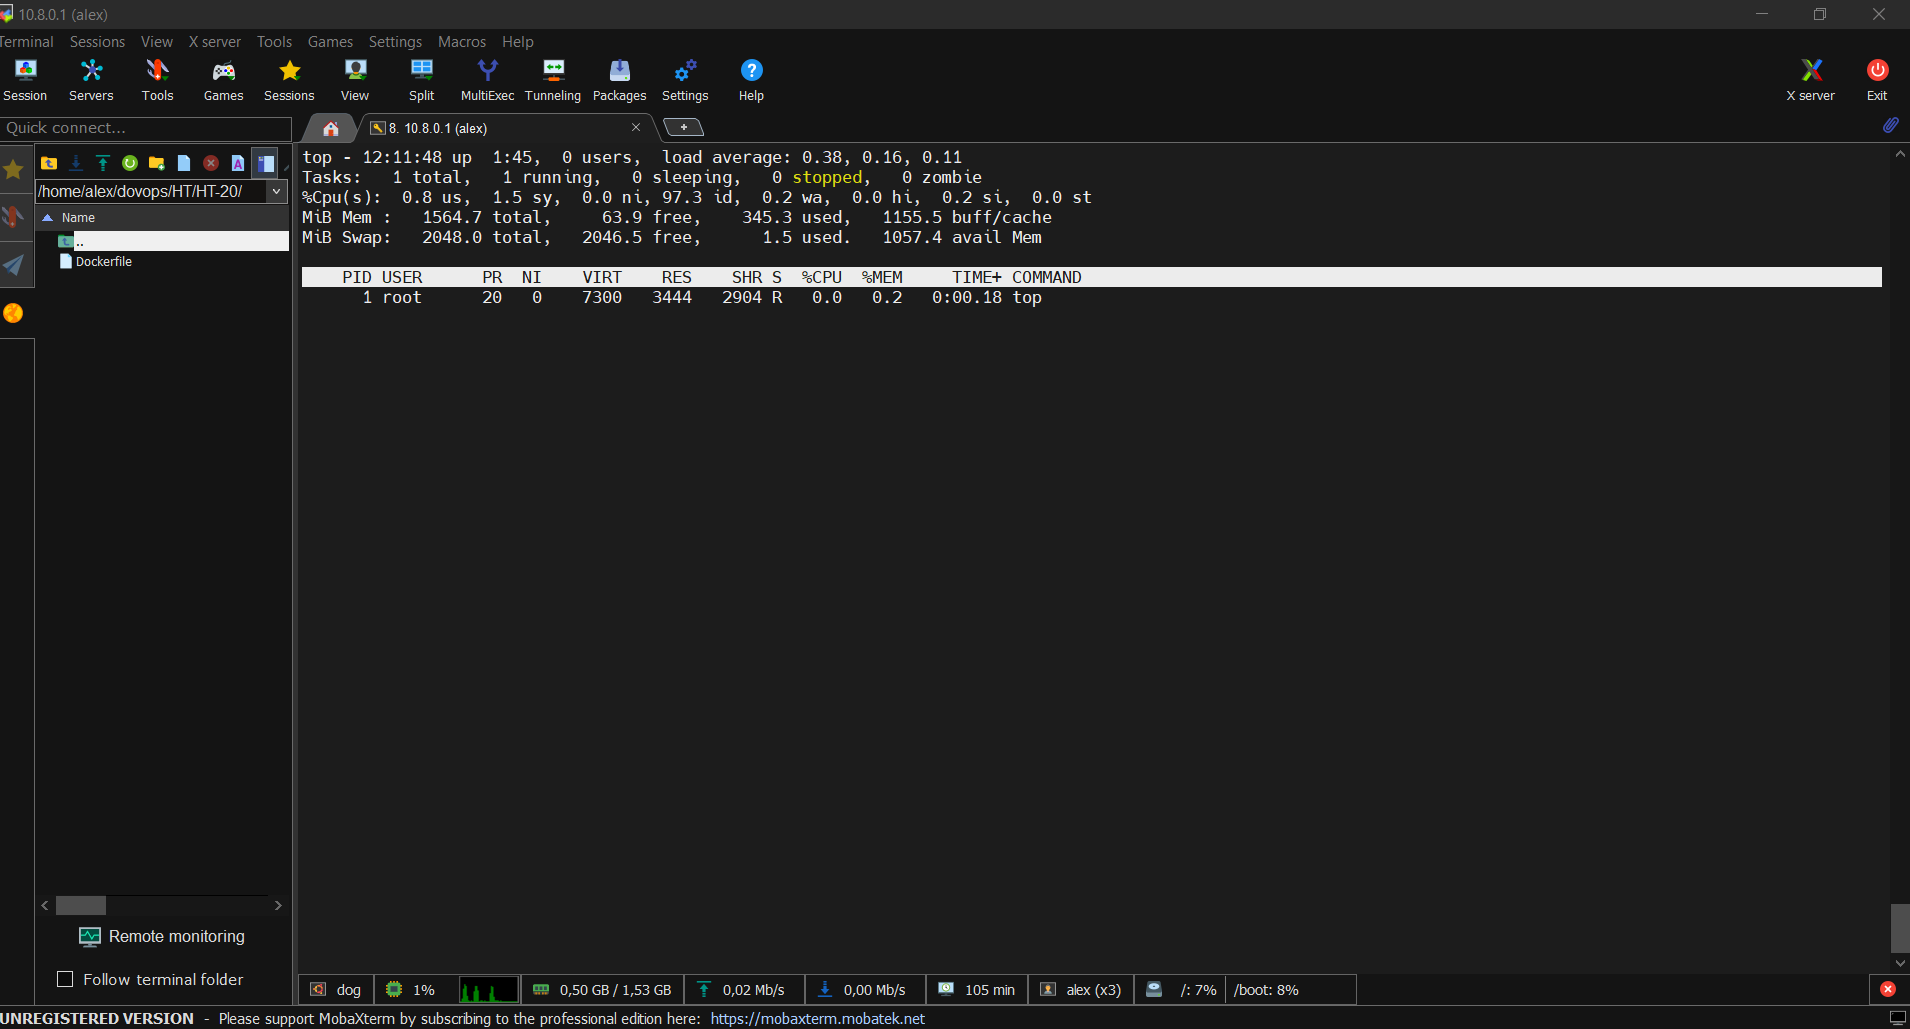 10.8.0.1 (alex)
Terminal Sessions View X server Tools Games Settings Macros Help
Session Servers Tools Games Sessions View Split MultiExec Tunneling Packages Settings Help X server Exit
Quick connect...
8. 10.8.0.1 (alex)
/home/alex/dovops/HT/HT-20/
Name
..
Dockerfile
top - 12:11:48 up  1:45,  0 users,  load average: 0.38, 0.16, 0.11
Tasks:   1 total,   1 running,   0 sleeping,   0 stopped,   0 zombie
%Cpu(s):  0.8 us,  1.5 sy,  0.0 ni, 97.3 id,  0.2 wa,  0.0 hi,  0.2 si,  0.0 st
MiB Mem :   1564.7 total,     63.9 free,    345.3 used,   1155.5 buff/cache
MiB Swap:   2048.0 total,   2046.5 free,      1.5 used.   1057.4 avail Mem
PID USER      PR  NI    VIRT    RES    SHR S  %CPU  %MEM     TIME+ COMMAND
1 root      20   0    7300   3444   2904 R   0.0   0.2   0:00.18 top
Remote monitoring
Follow terminal folder
dog 1% 0,50 GB / 1,53 GB 0,02 Mb/s 0,00 Mb/s 105 min alex (x3) /: 7% /boot: 8%
UNREGISTERED VERSION - Please support MobaXterm by subscribing to the professional edition here: https://mobaxterm.mobatek.net